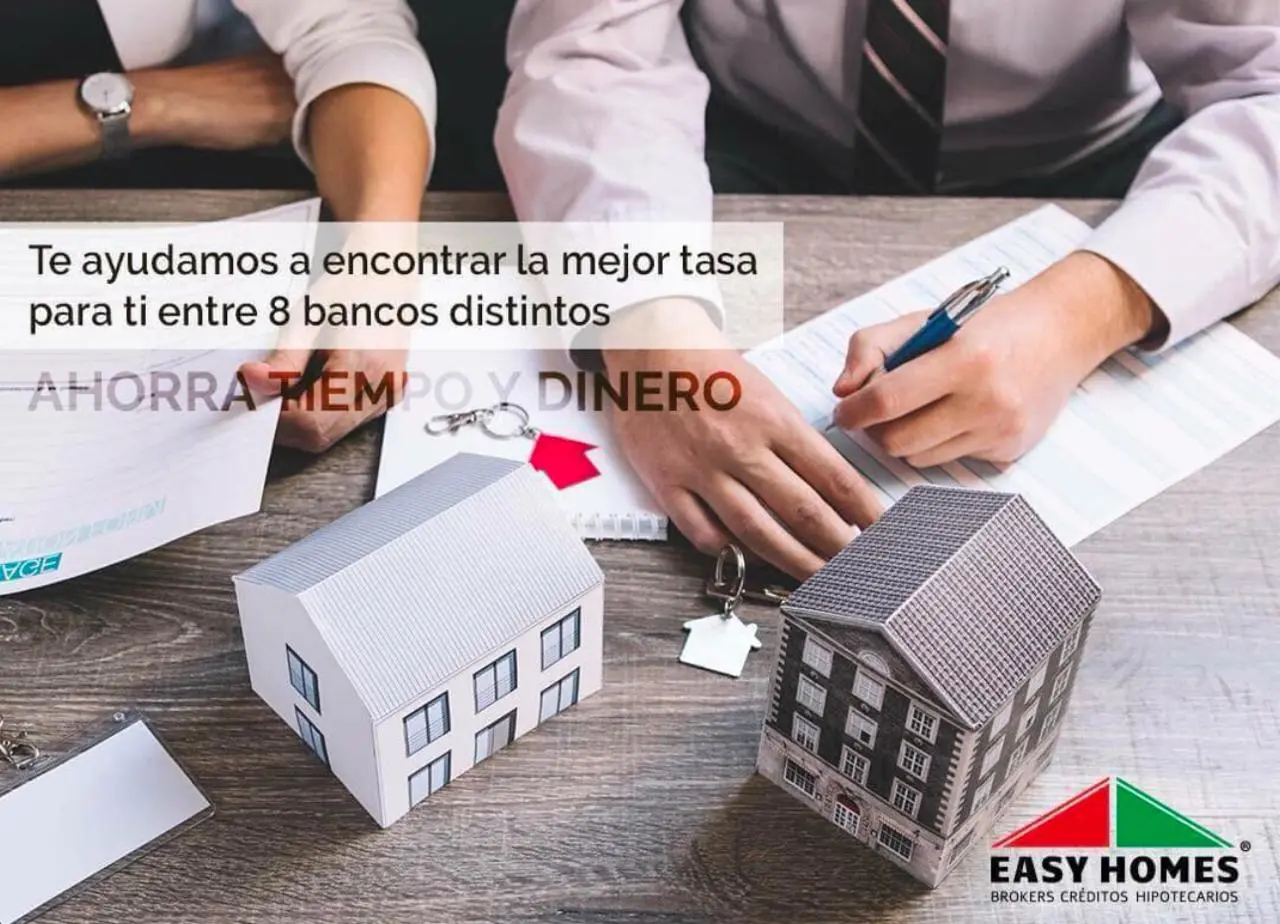 Te ayudamos a encontrar la mejor tasa
para ti entre 8 bancos distintos
AHORRA TIEMPO Y DINERO
AGE
EASY HOMES®
BROKERS CRÉDITOS HIPOTECARIOS